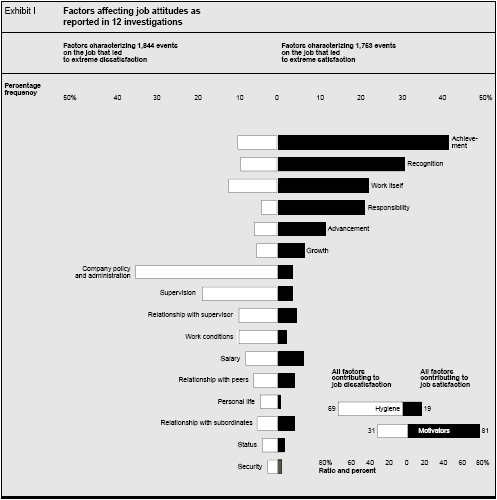 Exhibit I
Factors affecting job attitudes as
reported in 12 investigations
Factors characterizing 1,844 events
on the job that led
to extreme dissatisfaction
Factors characterizing 1,753 events
on the job that led
to extreme satisfaction
Percentage
frequency
50% 40 30 20 10 0 10 20 30 40 50%
Achieve-
ment
Recognition
Work itself
Responsibility
Advancement
Growth
Company policy
and administration
Supervision
Relationship with supervisor
Work conditions
Salary
Relationship with peers
Personal life
Relationship with subordinates
Status
Security
All factors
contributing to
job dissatisfaction
All factors
contributing to
job satisfaction
69 Hygiene 19
31 Motivators 81
80% 60 40 20 0 20 40 60 80%
Ratio and percent